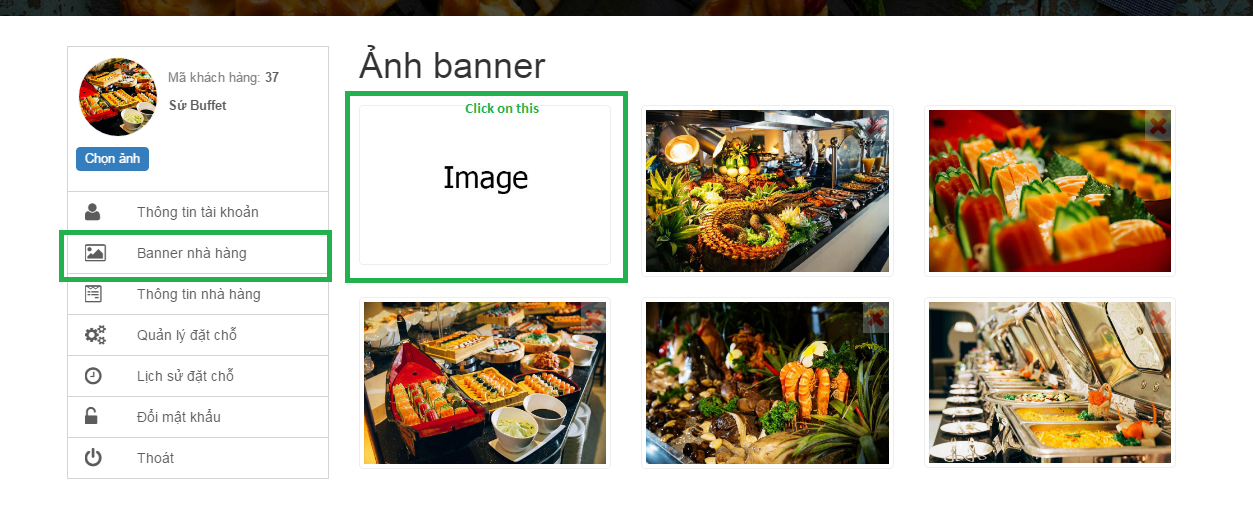 Mã khách hàng: 37
Sứ Buffet
Chọn ảnh
Thông tin tài khoản
Banner nhà hàng
Thông tin nhà hàng
Quản lý đặt chỗ
Lịch sử đặt chỗ
Đổi mật khẩu
Thoát
Ảnh banner
Click on this
Image